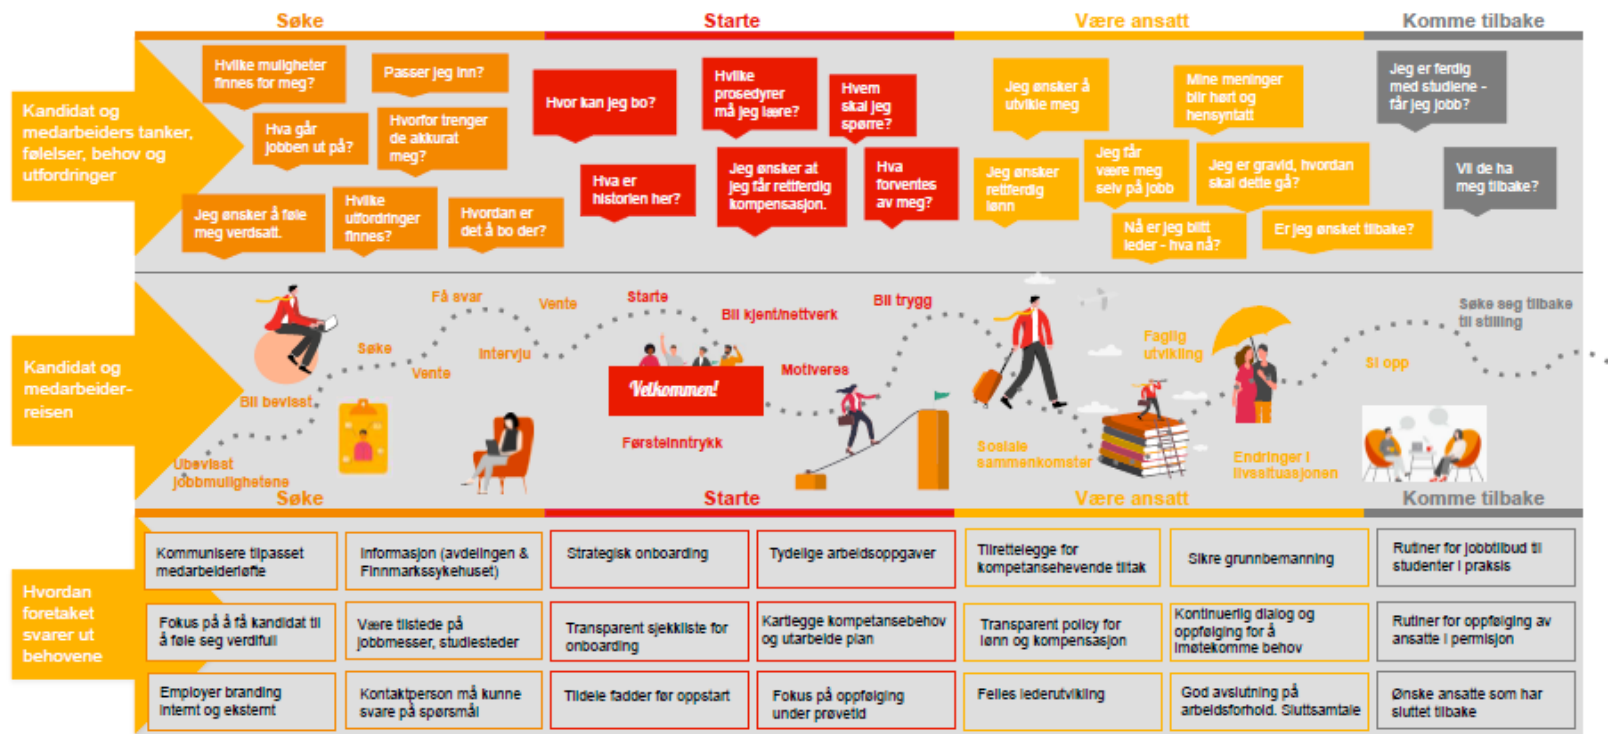 Søke
Starte
Være ansatt
Komme tilbake
Kandidat og
medarbeiders tanker,
følelser, behov og
utfordringer
Hvilke muligheter
finnes for meg?
Passer jeg inn?
Hva går
jobben ut på?
Hvorfor trenger
de akkurat
meg?
Jeg ønsker å føle
meg verdsatt.
Hvilke
utfordringer
finnes?
Hvordan er
det å bo der?
Hvor kan jeg bo?
Hvilke
prosedyrer
må jeg lære?
Hvem
skal jeg
spørre?
Hva er
historien her?
Jeg ønsker at
jeg får rettferdig
kompensasjon.
Hva
forventes
av meg?
Jeg ønsker å
utvikle meg
Mine meninger
blir hørt og
hensyntatt
Jeg ønsker
rettferdig
lønn
Jeg får
være meg
selv på jobb
Jeg er gravid, hvordan
skal dette gå?
Nå er jeg blitt
leder - hva nå?
Er jeg ønsket tilbake?
Jeg er ferdig
med studiene -
får jeg jobb?
Vil de ha
meg tilbake?
Kandidat og
medarbeider-
reisen
Ubevisst
jobbmulighetene
Bli bevisst
Søke
Vente
Få svar
Intervju
Vente
Starte
Velkommen!
Førsteinntrykk
Bli kjent/nettverk
Motiveres
Bli trygg
Sosiale
sammenkomster
Faglig
utvikling
Endringer i
livssituasjonen
Si opp
Søke seg tilbake
til stilling
Søke
Starte
Være ansatt
Komme tilbake
Hvordan
foretaket
svarer ut
behovene
Kommunisere tilpasset
medarbeiderløfte
Informasjon (avdelingen &
Finnmarkssykehuset)
Strategisk onboarding
Tydelige arbeidsoppgaver
Tilrettelegge for
kompetansehevende tiltak
Sikre grunnbemanning
Rutiner for jobbtilbud til
studenter i praksis
Fokus på å få kandidat til
å føle seg verdifull
Være tilstede på
jobbmesser, studiesteder
Transparent sjekkliste for
onboarding
Kartlegge kompetansebehov
og utarbeide plan
Transparent policy for
lønn og kompensasjon
Kontinuerlig dialog og
oppfølging for å
imøtekomme behov
Rutiner for oppfølging av
ansatte i permisjon
Employer branding
internt og eksternt
Kontaktperson må kunne
svare på spørsmål
Tildele fadder før oppstart
Fokus på oppfølging
under prøvetid
Felles lederutvikling
God avslutning på
arbeidsforhold. Sluttsamtale
Ønske ansatte som har
sluttet tilbake